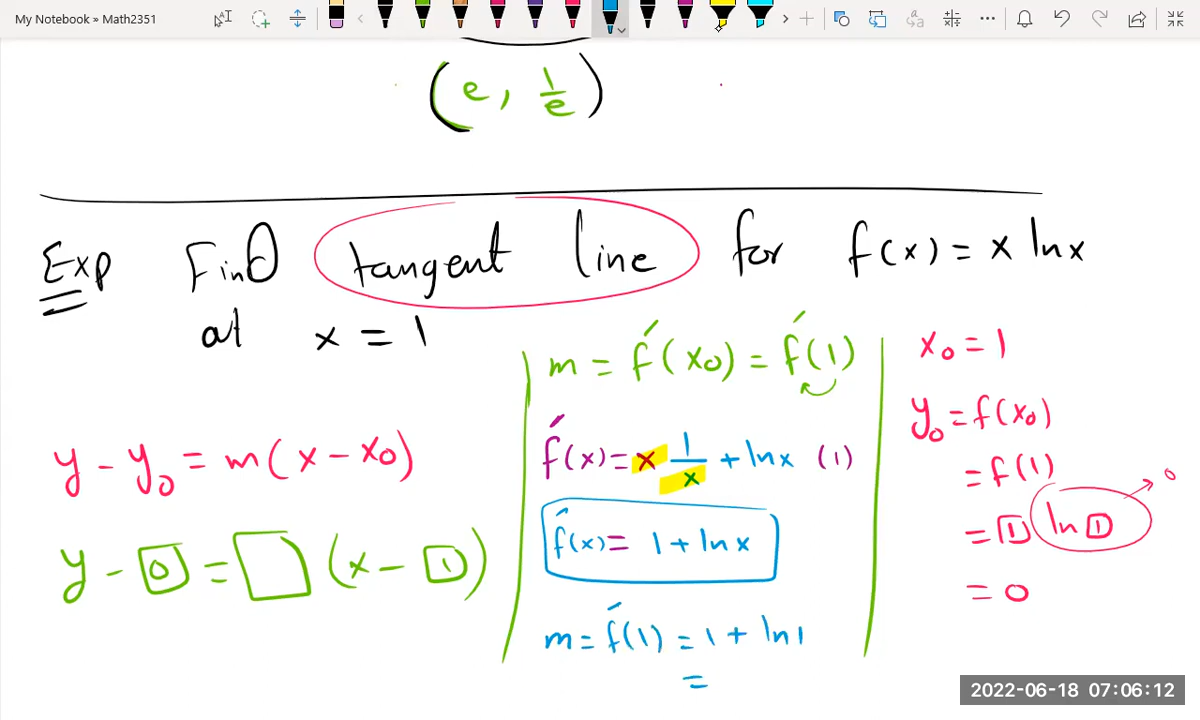 My Notebook » Math2351
(e, 1/e)
Exp Find tangent line for f(x) = x ln x
at x = 1
y - y₀ = m(x - x₀)
y - 0 = □ (x - 1)
m = f́(x₀) = f́(1)
f́(x) = x 1/x + ln x (1)
f́(x) = 1 + ln x
m = f́(1) = 1 + ln 1
=
x₀ = 1
y₀ = f(x₀)
= f(1)
= 1 ln 1 → 0
= 0
2022-06-18 07:06:12